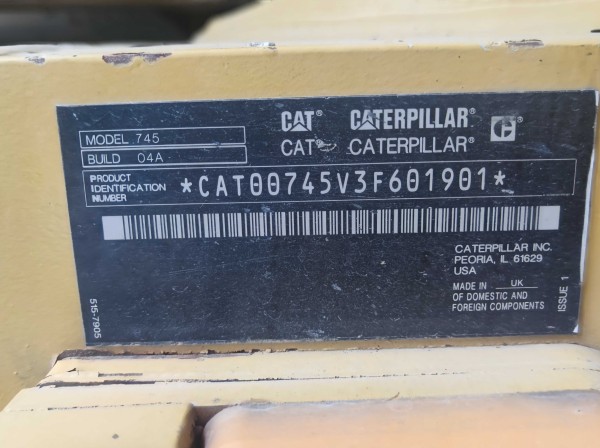 CAT® CATERPILLAR®
CAT® CATERPILLAR®
MODEL 745
BUILD 04A
PRODUCT IDENTIFICATION NUMBER *CAT00745V3F601901*
CATERPILLAR INC.
PEORIA, IL 61629
USA
MADE IN UK
OF DOMESTIC AND
FOREIGN COMPONENTS
ISSUE 1
515-7905